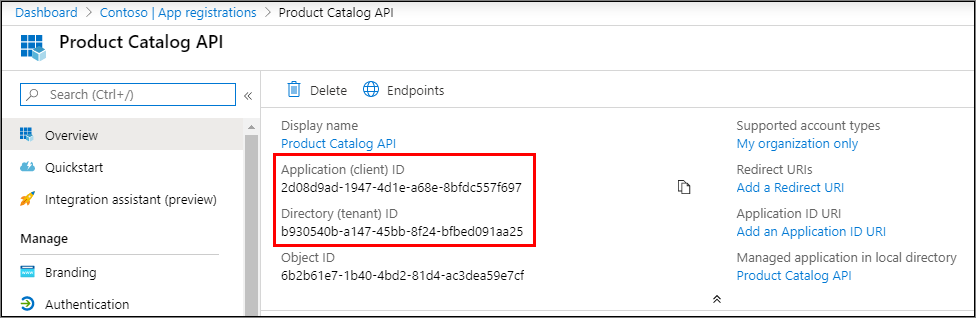 Dashboard > Contoso | App registrations > Product Catalog API
Product Catalog API
Search (Ctrl+/)
«
Overview
Quickstart
Integration assistant (preview)
Manage
Branding
Authentication
Delete
Endpoints
Display name
Product Catalog API
Application (client) ID
2d08d9ad-1947-4d1e-a68e-8bfdc557f697
Directory (tenant) ID
b930540b-a147-45bb-8f24-bfbed091aa25
Object ID
6b2b61e7-1b40-4bd2-81d4-ac3dea59e7cf
Supported account types
My organization only
Redirect URIs
Add a Redirect URI
Application ID URI
Add an Application ID URI
Managed application in local directory
Product Catalog API